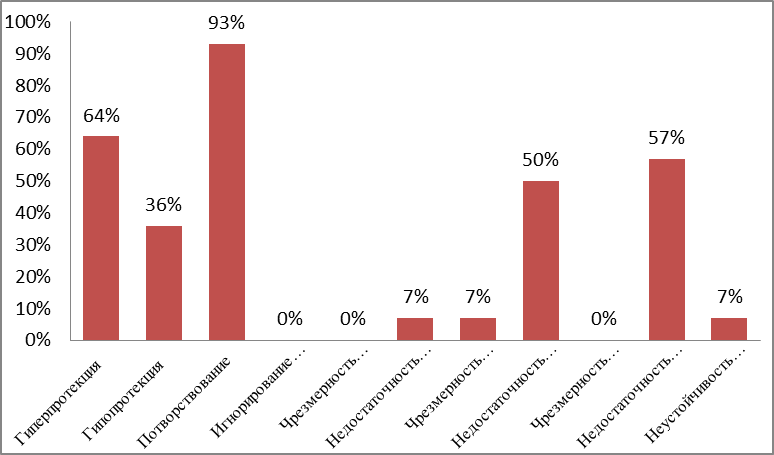 100%
90%
80%
70%
60%
50%
40%
30%
20%
10%
0%
64%
36%
93%
0%
0%
7%
7%
50%
0%
57%
7%
Гиперпротекция
Гипопротекция
Потворствование
Игнорирование…
Чрезмерность…
Недостаточность…
Чрезмерность…
Недостаточность…
Чрезмерность…
Недостаточность…
Неустойчивость…